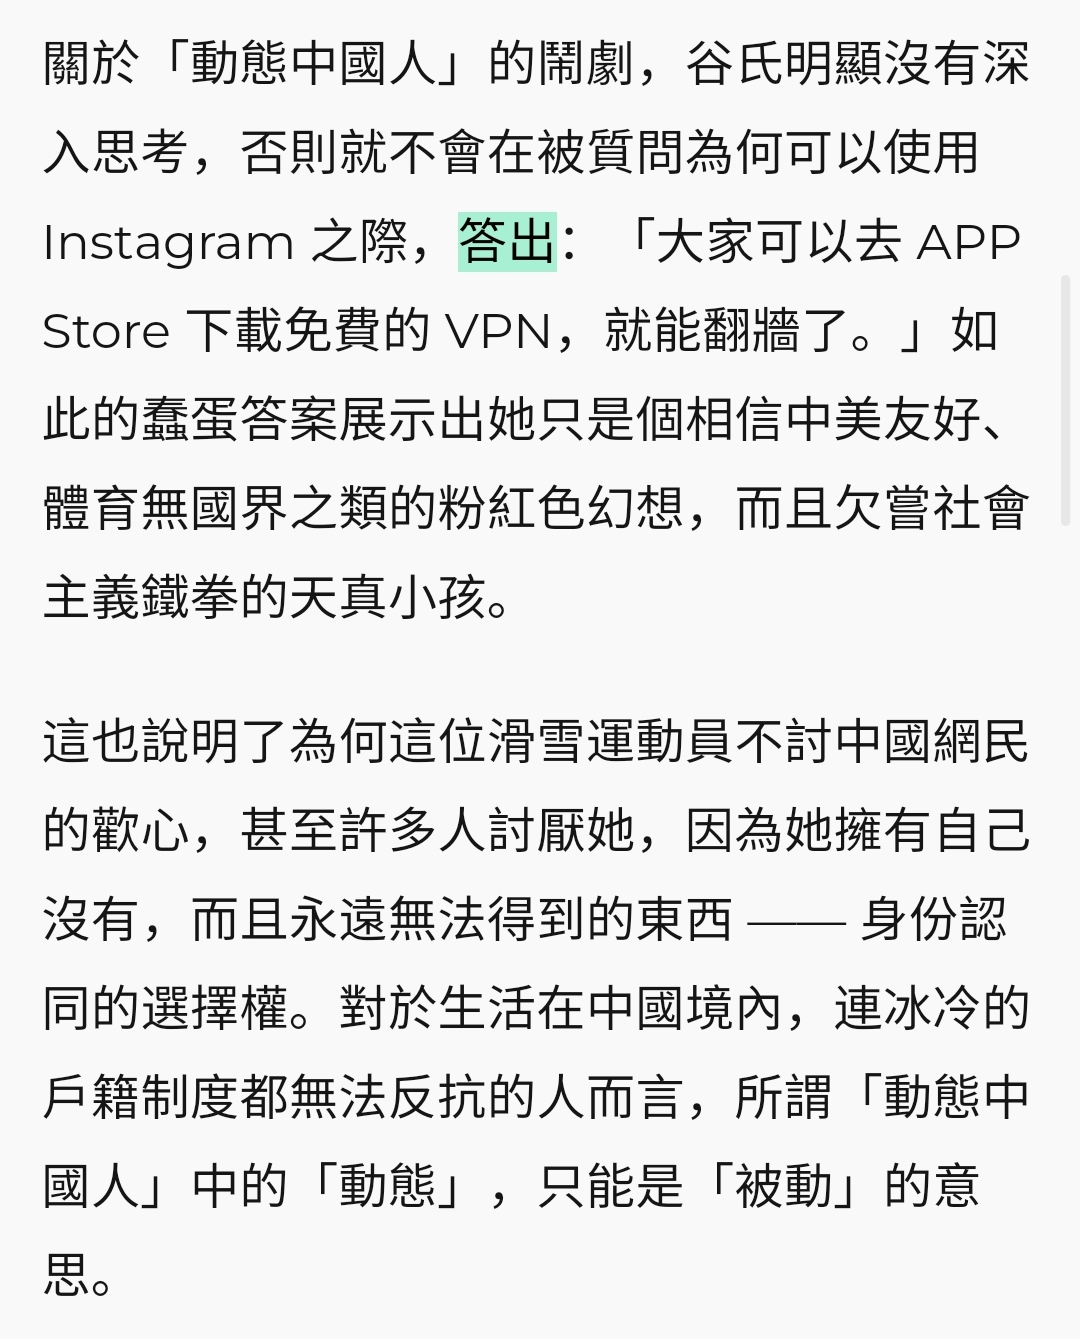 關於「動態中國人」的鬧劇，谷氏明顯沒有深
入思考，否則就不會在被質問為何可以使用
Instagram 之際，答出：「大家可以去 APP
Store 下載免費的 VPN，就能翻牆了。」如
此的蠢蛋答案展示出她只是個相信中美友好、
體育無國界之類的粉紅色幻想，而且欠嘗社會
主義鐵拳的天真小孩。
這也說明了為何這位滑雪運動員不討中國網民
的歡心，甚至許多人討厭她，因為她擁有自己
沒有，而且永遠無法得到的東西 —— 身份認
同的選擇權。對於生活在中國境內，連冰冷的
戶籍制度都無法反抗的人而言，所謂「動態中
國人」中的「動態」，只能是「被動」的意
思。